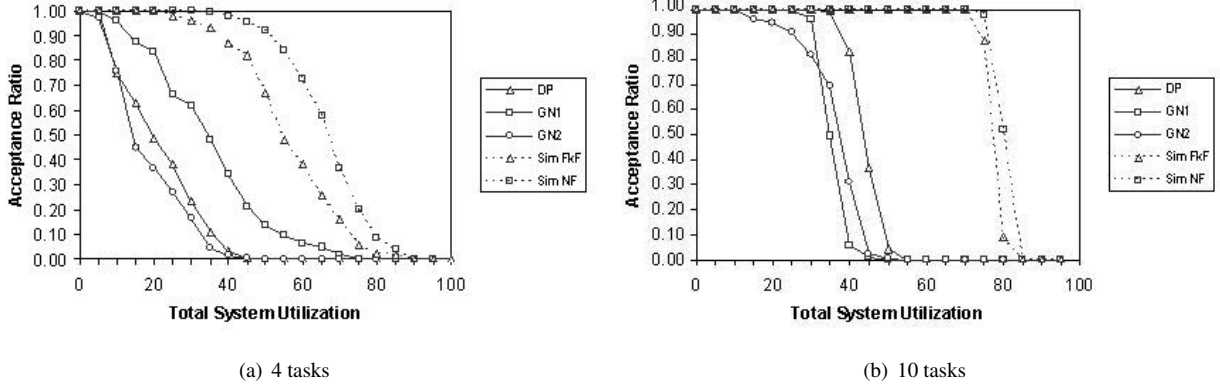 1.00
0.90
0.80
0.70
0.60
0.50
0.40
0.30
0.20
0.10
0.00
Acceptance Ratio
0 20 40 60 80 100
Total System Utilization
DP
GN1
GN2
Sim FkF
Sim NF
(a) 4 tasks
1.00
0.90
0.80
0.70
0.60
0.50
0.40
0.30
0.20
0.10
0.00
Acceptance Ratio
0 20 40 60 80 100
Total System Utilization
DP
GN1
GN2
Sim FkF
Sim NF
(b) 10 tasks